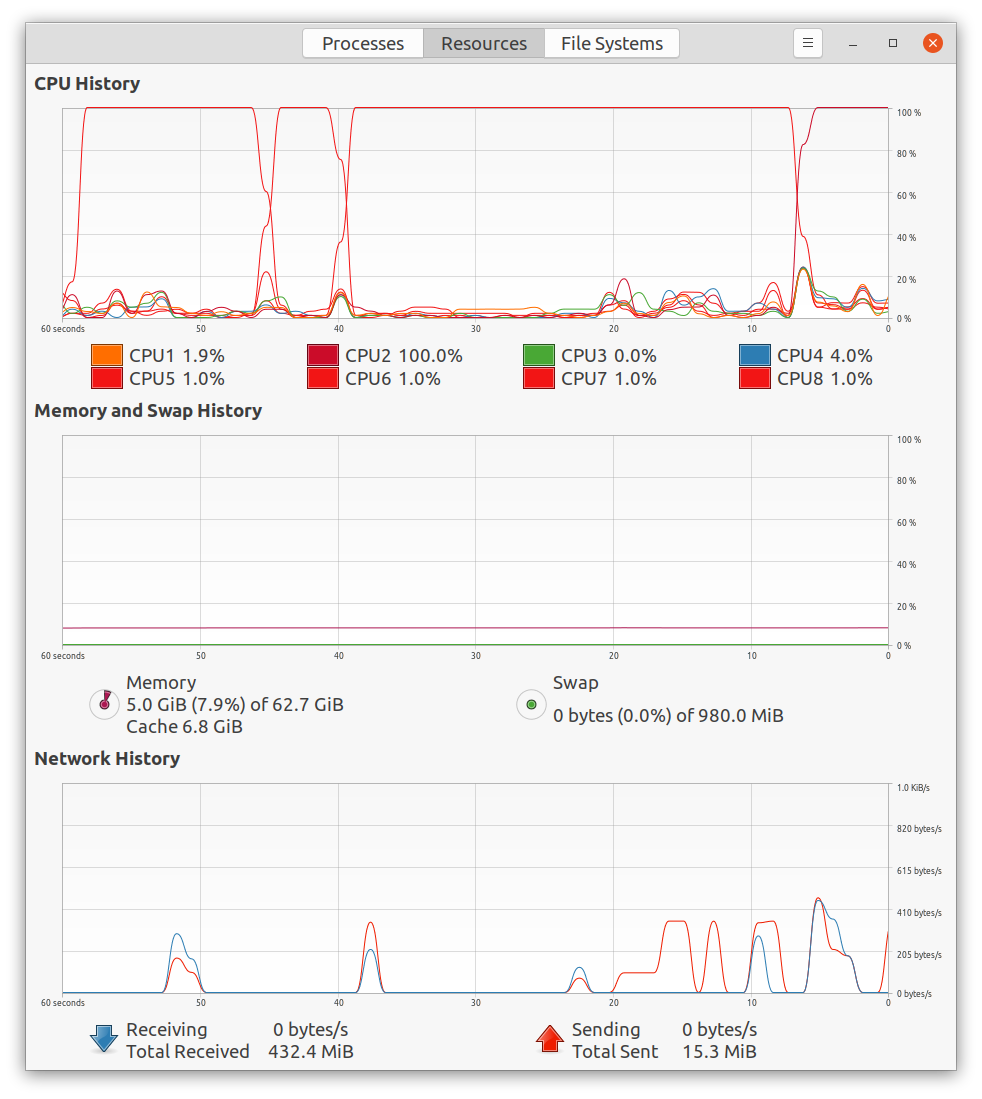 Processes Resources File Systems
CPU History
100 %
80 %
60 %
40 %
20 %
0 %
60 seconds 50 40 30 20 10 0
CPU1 1.9% CPU2 100.0% CPU3 0.0% CPU4 4.0%
CPU5 1.0% CPU6 1.0% CPU7 1.0% CPU8 1.0%
Memory and Swap History
100 %
80 %
60 %
40 %
20 %
0 %
60 seconds 50 40 30 20 10 0
Memory
5.0 GiB (7.9%) of 62.7 GiB
Cache 6.8 GiB
Swap
0 bytes (0.0%) of 980.0 MiB
Network History
1.0 KiB/s
820 bytes/s
615 bytes/s
410 bytes/s
205 bytes/s
0 bytes/s
60 seconds 50 40 30 20 10 0
Receiving 0 bytes/s
Total Received 432.4 MiB
Sending 0 bytes/s
Total Sent 15.3 MiB